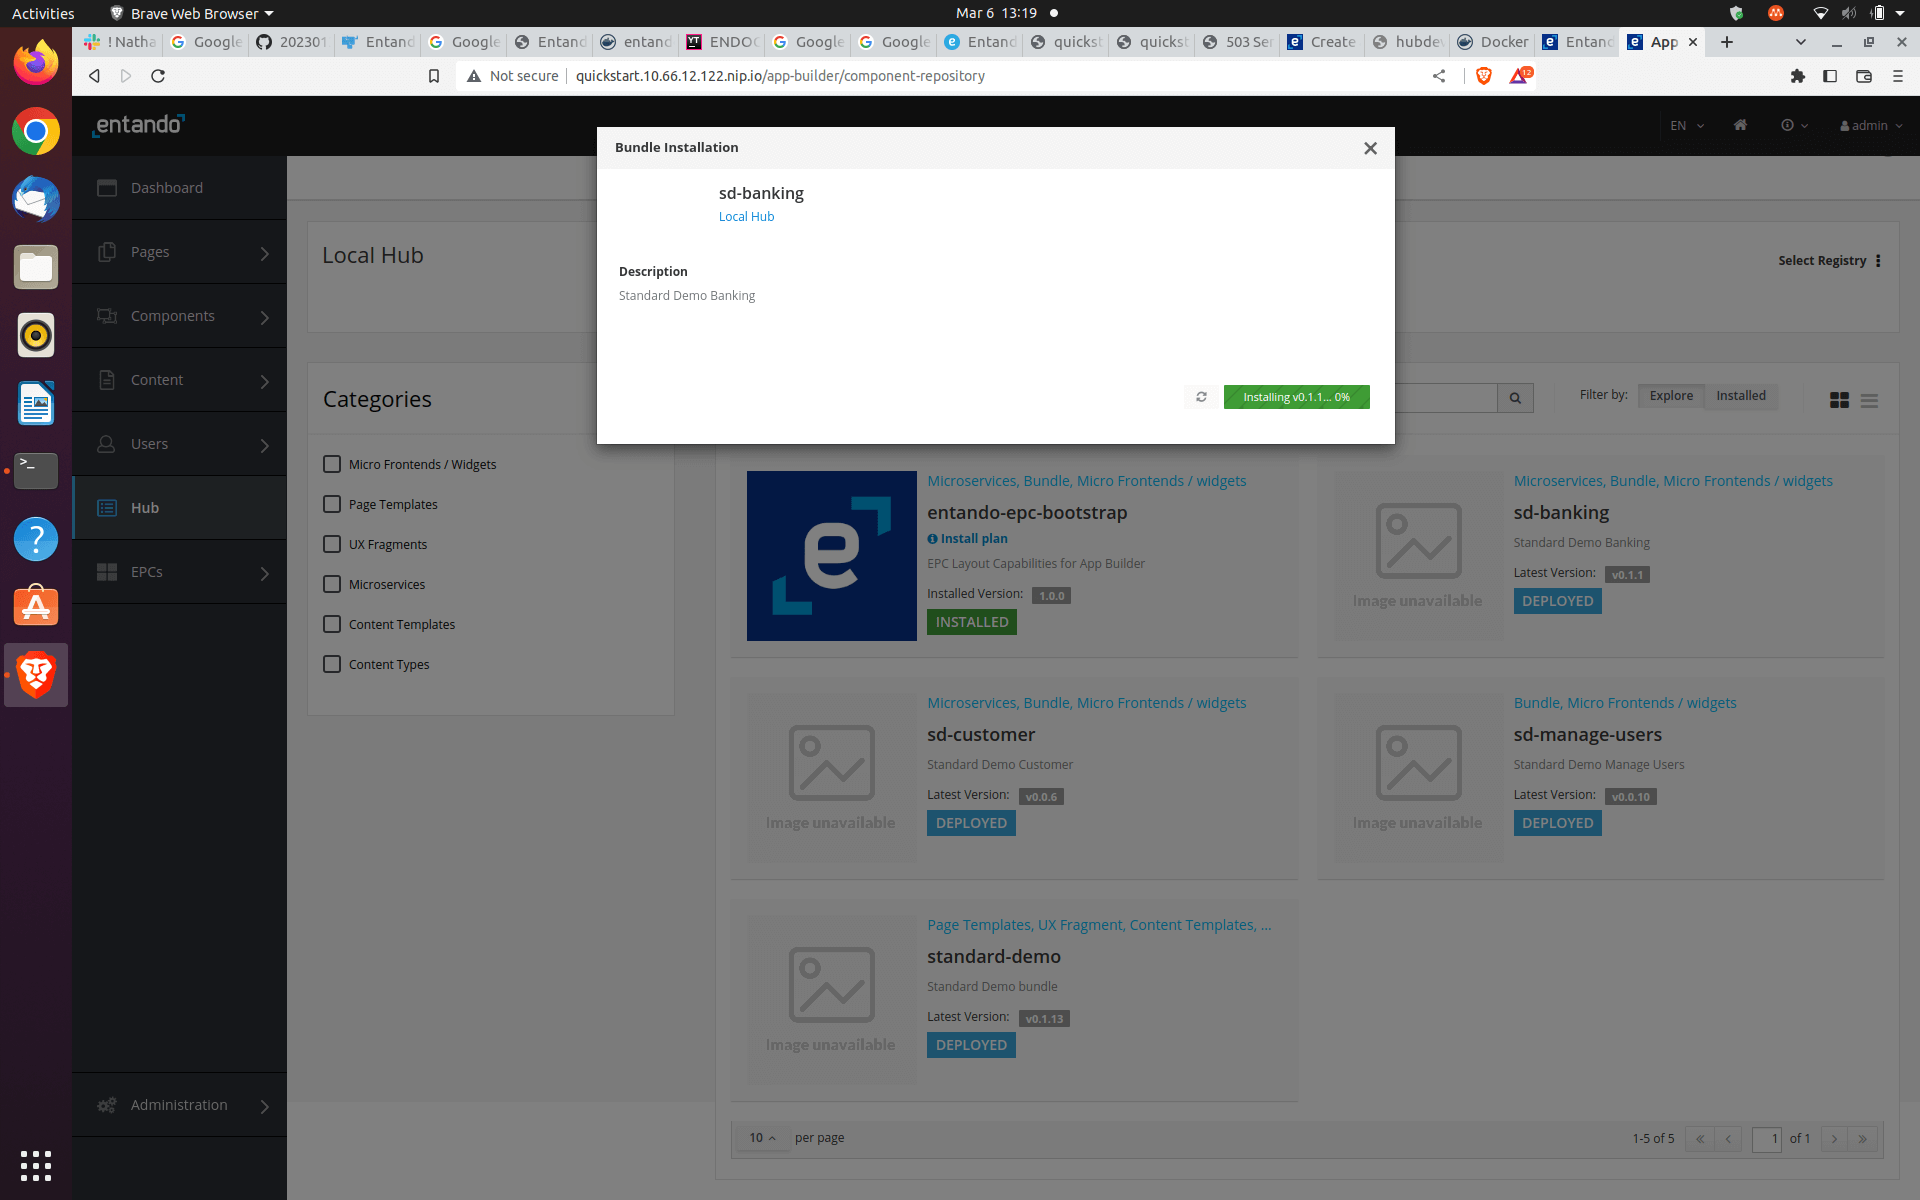 Activities
Brave Web Browser
Mar 6 13:19
! Natha
Google
202301
Entand
Google
Entand
entand
ENDOC
Google
Google
Entand
quickst
quickst
503 Ser
Create
hubdev
Docker
Entand
App
Not secure
quickstart.10.66.12.122.nip.io/app-builder/component-repository
12
entando
EN
admin
Dashboard
Pages
Components
Content
Users
Hub
EPCs
Administration
Bundle Installation
sd-banking
Local Hub
Description
Standard Demo Banking
Installing v0.1.1... 0%
Local Hub
Select Registry
Categories
Micro Frontends / Widgets
Page Templates
UX Fragments
Microservices
Content Templates
Content Types
Filter by:
Explore
Installed
Microservices, Bundle, Micro Frontends / widgets
entando-epc-bootstrap
Install plan
EPC Layout Capabilities for App Builder
Installed Version: 1.0.0
INSTALLED
Image unavailable
Microservices, Bundle, Micro Frontends / widgets
sd-banking
Standard Demo Banking
Latest Version: v0.1.1
DEPLOYED
Image unavailable
Microservices, Bundle, Micro Frontends / widgets
sd-customer
Standard Demo Customer
Latest Version: v0.0.6
DEPLOYED
Image unavailable
Bundle, Micro Frontends / widgets
sd-manage-users
Standard Demo Manage Users
Latest Version: v0.0.10
DEPLOYED
Image unavailable
Page Templates, UX Fragment, Content Templates, ...
standard-demo
Standard Demo bundle
Latest Version: v0.1.13
DEPLOYED
10 per page
1-5 of 5
1 of 1